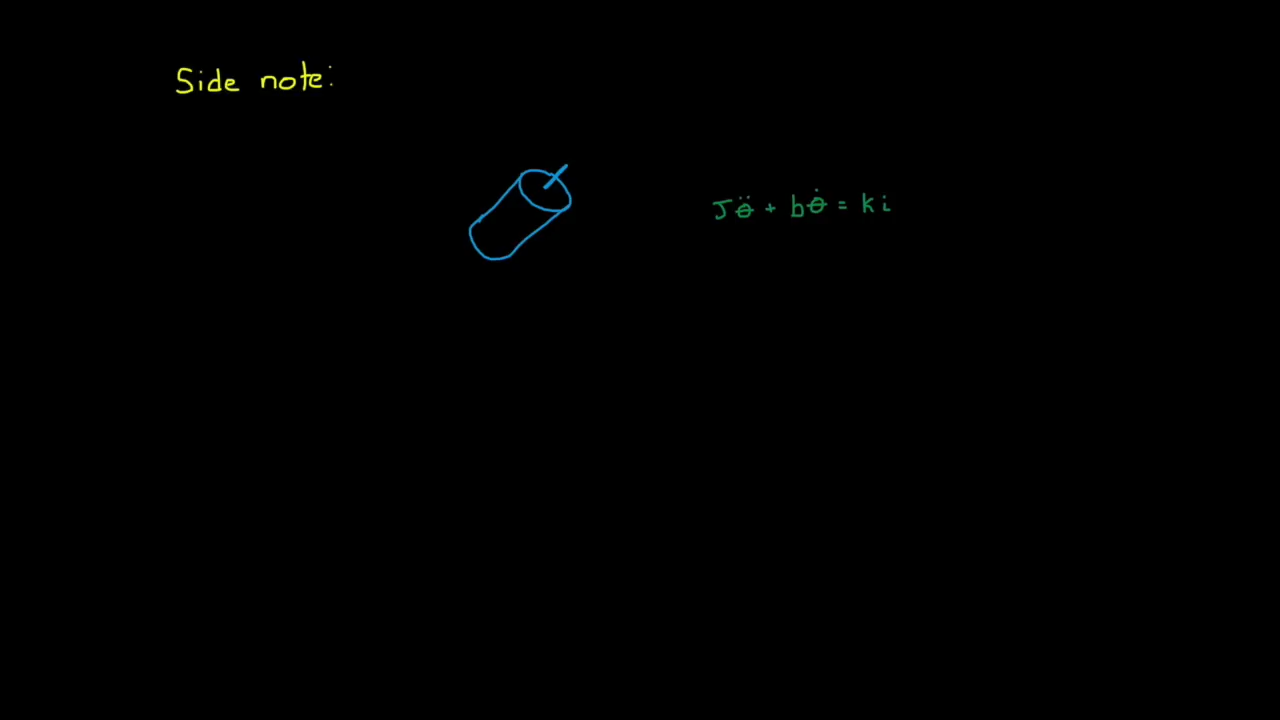 Side note:
Jθ̈ + bθ̇ = ki